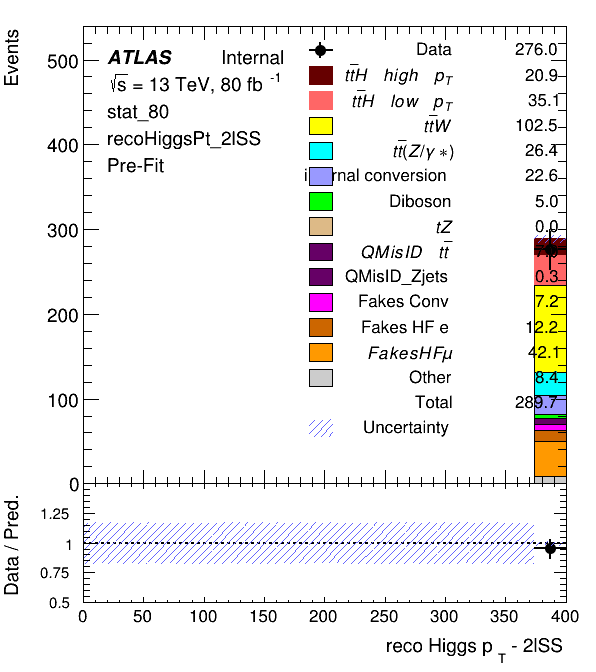 Events
500
400
300
200
100
0
ATLAS Internal
√s = 13 TeV, 80 fb⁻¹
stat_80
recoHiggsPt_2lSS
Pre-Fit
Data 276.0
tt̄H high p_T 20.9
tt̄H low p_T 35.1
tt̄W 102.5
tt̄(Z/γ*) 26.4
conversion 22.6
Diboson 5.0
tZ 0.0
QMisID tt̄
QMisID_Zjets 0.3
Fakes Conv 7.2
Fakes HF e 12.2
FakesHFμ 42.1
Other 8.4
Total 289.7
Uncertainty
Data / Pred.
1.25
1
0.75
0.5
0 50 100 150 200 250 300 350 400
reco Higgs p_T - 2lSS